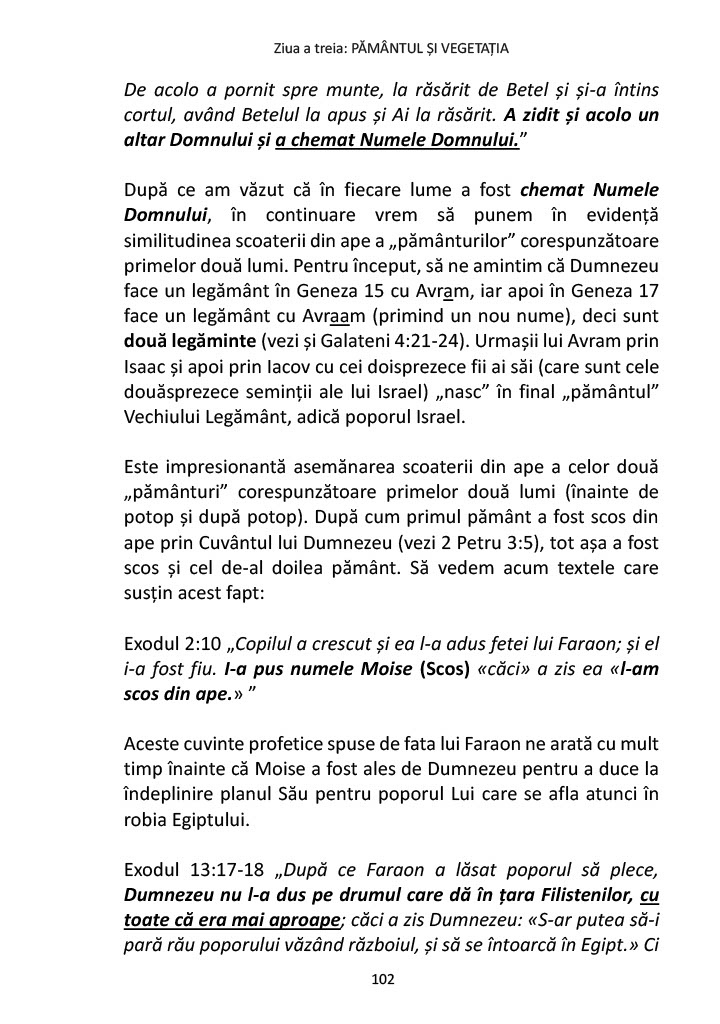 Ziua a treia: PĂMÂNTUL ȘI VEGETAȚIA
De acolo a pornit spre munte, la răsărit de Betel și și-a întins
cortul, având Betelul la apus și Ai la răsărit. A zidit și acolo un
altar Domnului și a chemat Numele Domnului.”
După ce am văzut că în fiecare lume a fost chemat Numele
Domnului, în continuare vrem să punem în evidență
similitudinea scoaterii din ape a „pământurilor” corespunzătoare
primelor două lumi. Pentru început, să ne amintim că Dumnezeu
face un legământ în Geneza 15 cu Avram, iar apoi în Geneza 17
face un legământ cu Avraam (primind un nou nume), deci sunt
două legăminte (vezi și Galateni 4:21-24). Urmașii lui Avram prin
Isaac și apoi prin Iacov cu cei doisprezece fii ai săi (care sunt cele
douăsprezece seminții ale lui Israel) „nasc” în final „pământul”
Vechiului Legământ, adică poporul Israel.
Este impresionantă asemănarea scoaterii din ape a celor două
„pământuri” corespunzătoare primelor două lumi (înainte de
potop și după potop). După cum primul pământ a fost scos din
ape prin Cuvântul lui Dumnezeu (vezi 2 Petru 3:5), tot așa a fost
scos și cel de-al doilea pământ. Să vedem acum textele care
susțin acest fapt:
Exodul 2:10 „Copilul a crescut și ea l-a adus fetei lui Faraon; și el
i-a fost fiu. I-a pus numele Moise (Scos) «căci» a zis ea «l-am
scos din ape.» ”
Aceste cuvinte profetice spuse de fata lui Faraon ne arată cu mult
timp înainte că Moise a fost ales de Dumnezeu pentru a duce la
îndeplinire planul Său pentru poporul Lui care se afla atunci în
robia Egiptului.
Exodul 13:17-18 „După ce Faraon a lăsat poporul să plece,
Dumnezeu nu l-a dus pe drumul care dă în țara Filistenilor, cu
toate că era mai aproape; căci a zis Dumnezeu: «S-ar putea să-i
pară rău poporului văzând războiul, și să se întoarcă în Egipt.» Ci
102